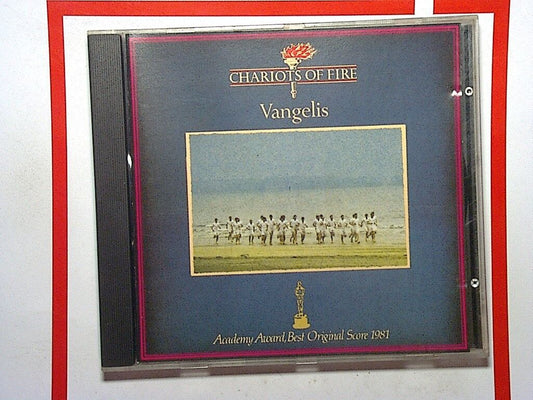 CHARIOTS OF FIRE
Vangelis
Academy Award, Best Original Score 1981